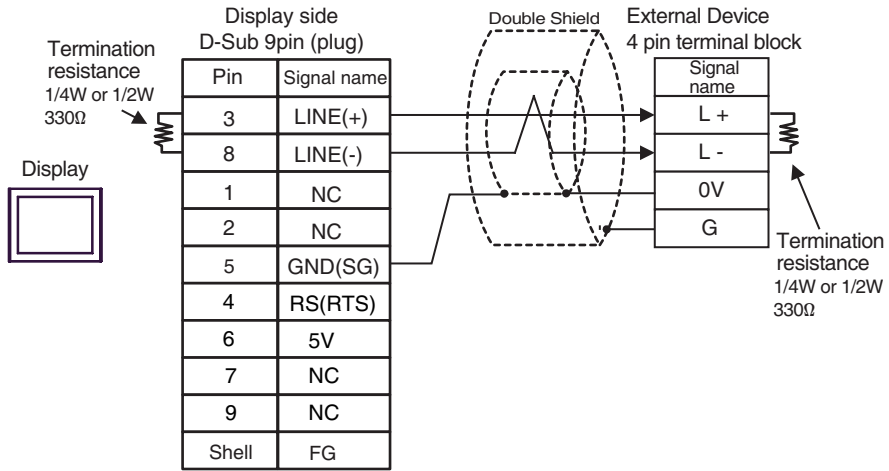 Display side
D-Sub 9pin (plug)
Double Shield
External Device
4 pin terminal block
Termination
resistance
1/4W or 1/2W
330Ω
Display
Pin Signal name
3 LINE(+)
8 LINE(-)
1 NC
2 NC
5 GND(SG)
4 RS(RTS)
6 5V
7 NC
9 NC
Shell FG
Signal
name
L +
L -
0V
G
Termination
resistance
1/4W or 1/2W
330Ω